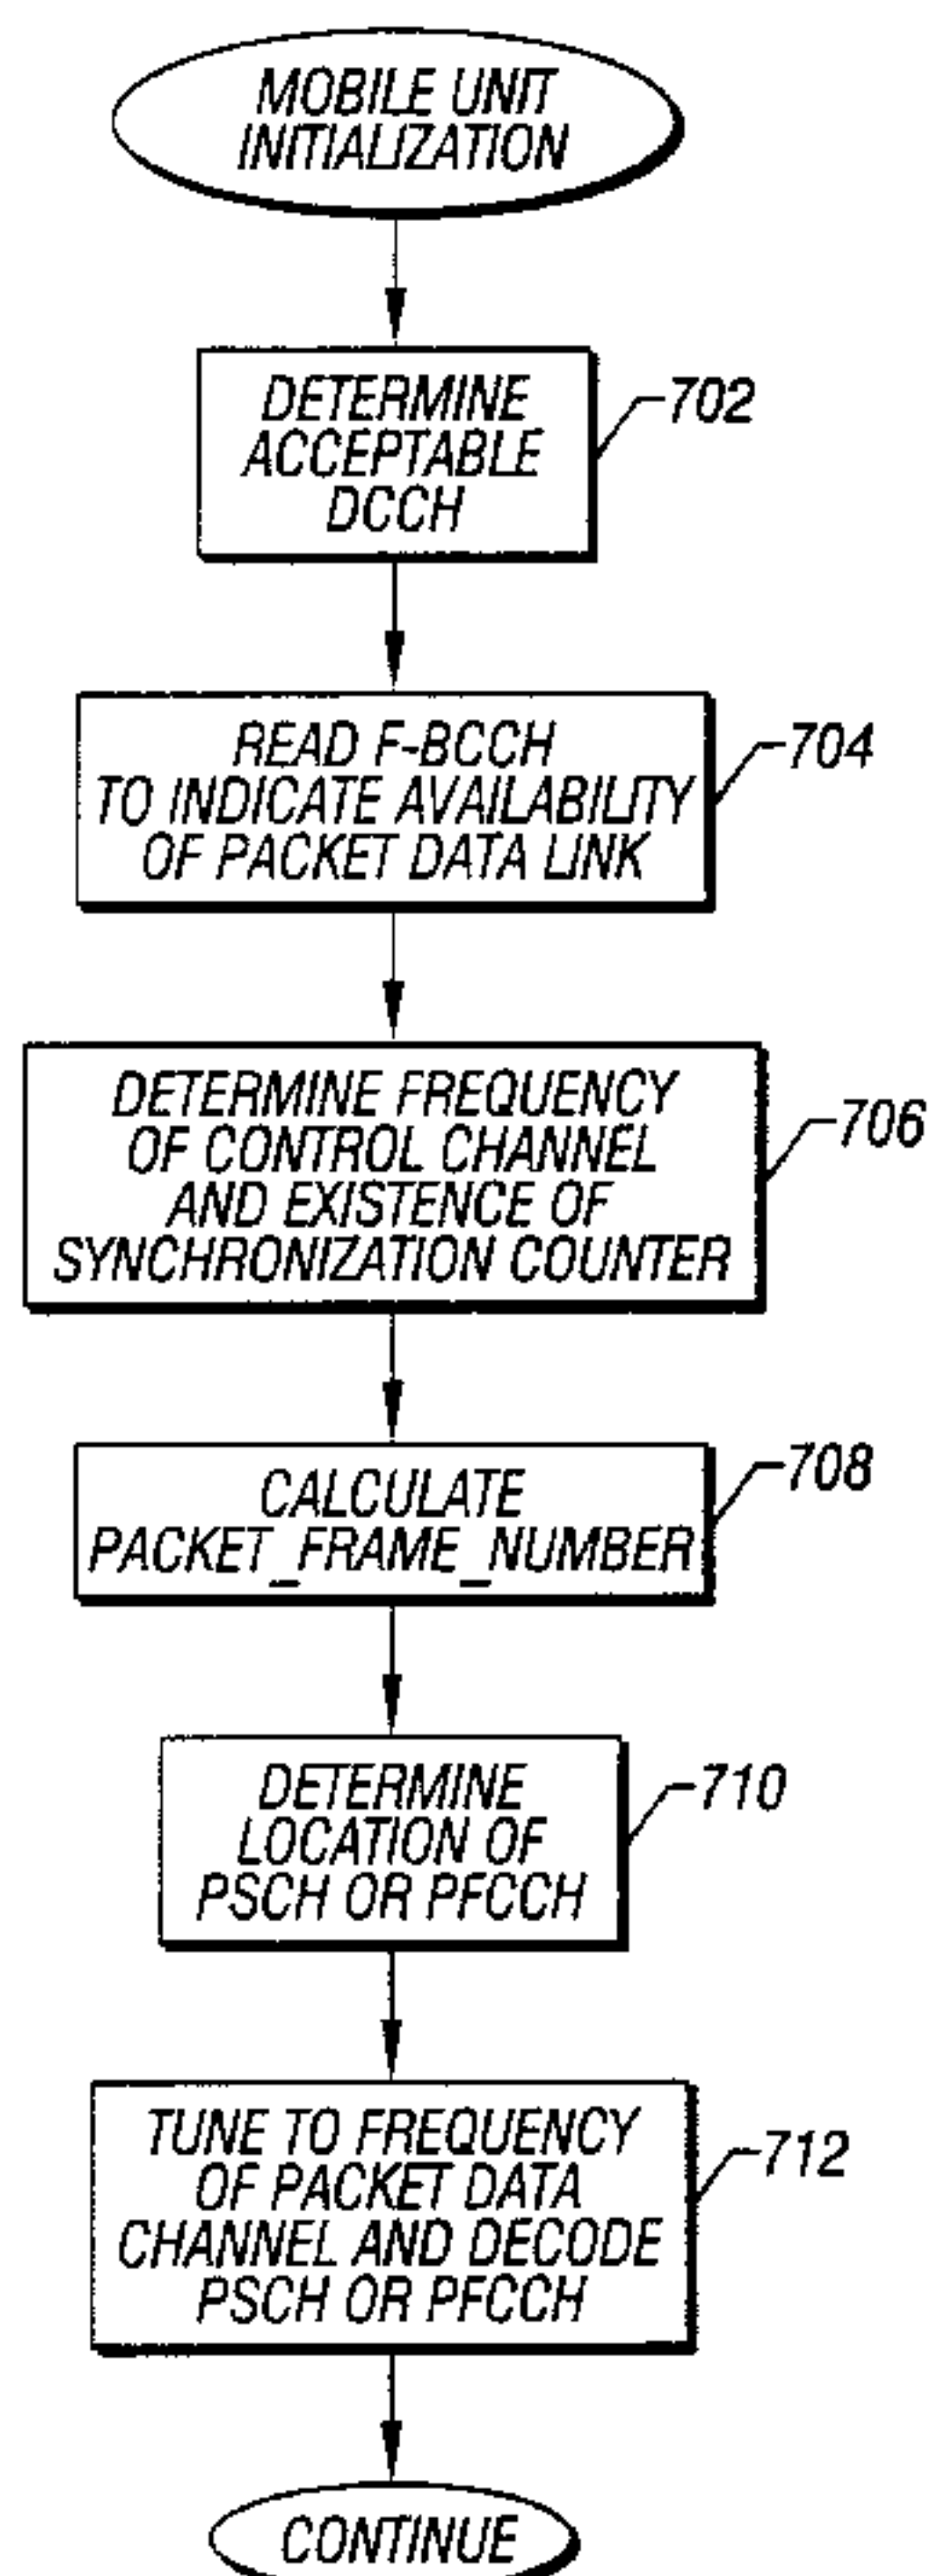 MOBILE UNIT
INITIALIZATION
DETERMINE
ACCEPTABLE
DCCH
702
READ F-BCCH
TO INDICATE AVAILABILITY
OF PACKET DATA LINK
704
DETERMINE FREQUENCY
OF CONTROL CHANNEL
AND EXISTENCE OF
SYNCHRONIZATION COUNTER
706
CALCULATE
PACKET_FRAME_NUMBER
708
DETERMINE
LOCATION OF
PSCH OR PFCCH
710
TUNE TO FREQUENCY
OF PACKET DATA
CHANNEL AND DECODE
PSCH OR PFCCH
712
CONTINUE